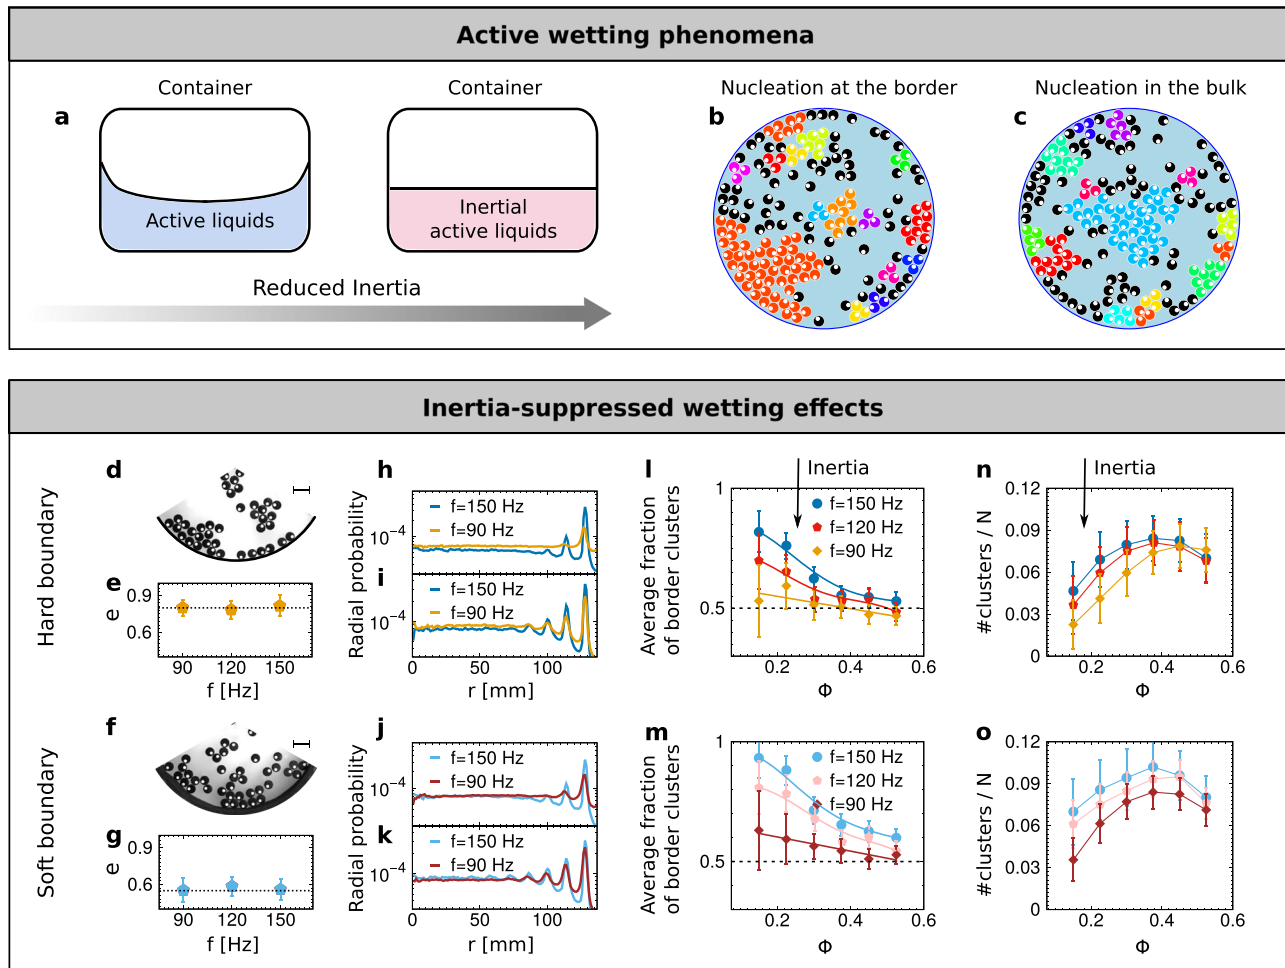 Active wetting phenomena
a
Container
Container
Active liquids
Inertial
active liquids
Reduced Inertia
Nucleation at the border
b
Nucleation in the bulk
c
Inertia-suppressed wetting effects
Hard boundary
d
e
0.9
0.6
e
90
120
150
f [Hz]
h
f=150 Hz
f=90 Hz
10⁻⁴
i
f=150 Hz
f=90 Hz
10⁻⁴
Radial probability
0
50
100
r [mm]
l
Inertia
1
0.5
f=150 Hz
f=120 Hz
f=90 Hz
Average fraction
of border clusters
0.2
0.4
0.6
Φ
n
Inertia
0.12
0.09
0.06
0.03
0
#clusters / N
0.2
0.4
0.6
Φ
Soft boundary
f
g
0.9
0.6
e
90
120
150
f [Hz]
j
f=150 Hz
f=90 Hz
10⁻⁴
k
f=150 Hz
f=90 Hz
10⁻⁴
Radial probability
0
50
100
r [mm]
m
1
0.5
f=150 Hz
f=120 Hz
f=90 Hz
Average fraction
of border clusters
0.2
0.4
0.6
Φ
o
0.12
0.09
0.06
0.03
0
#clusters / N
0.2
0.4
0.6
Φ